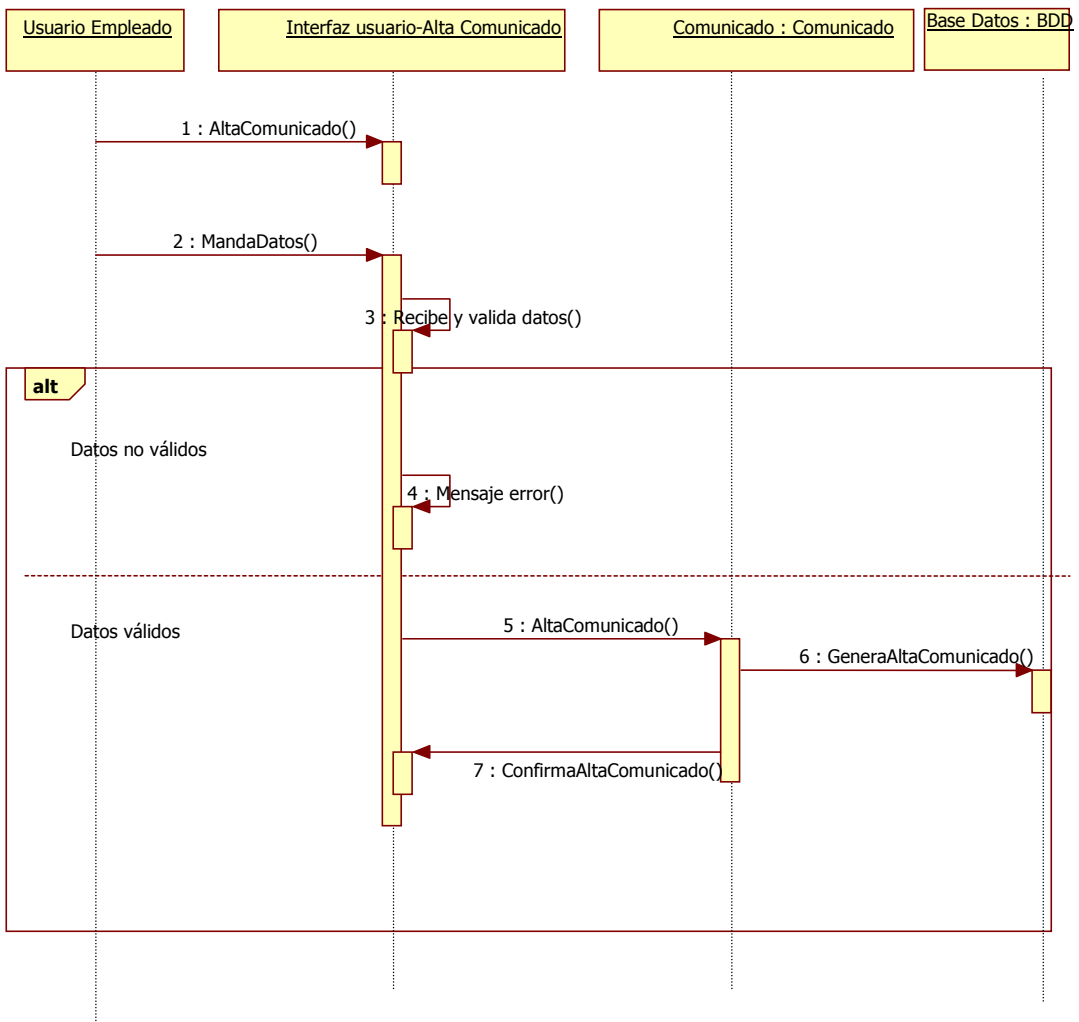 Usuario Empleado
Interfaz usuario-Alta Comunicado
Comunicado : Comunicado
Base Datos : BDD
1 : AltaComunicado()
2 : MandaDatos()
3 : Recibe y valida datos()
alt
Datos no válidos
4 : Mensaje error()
Datos válidos
5 : AltaComunicado()
6 : GeneraAltaComunicado()
7 : ConfirmaAltaComunicado()